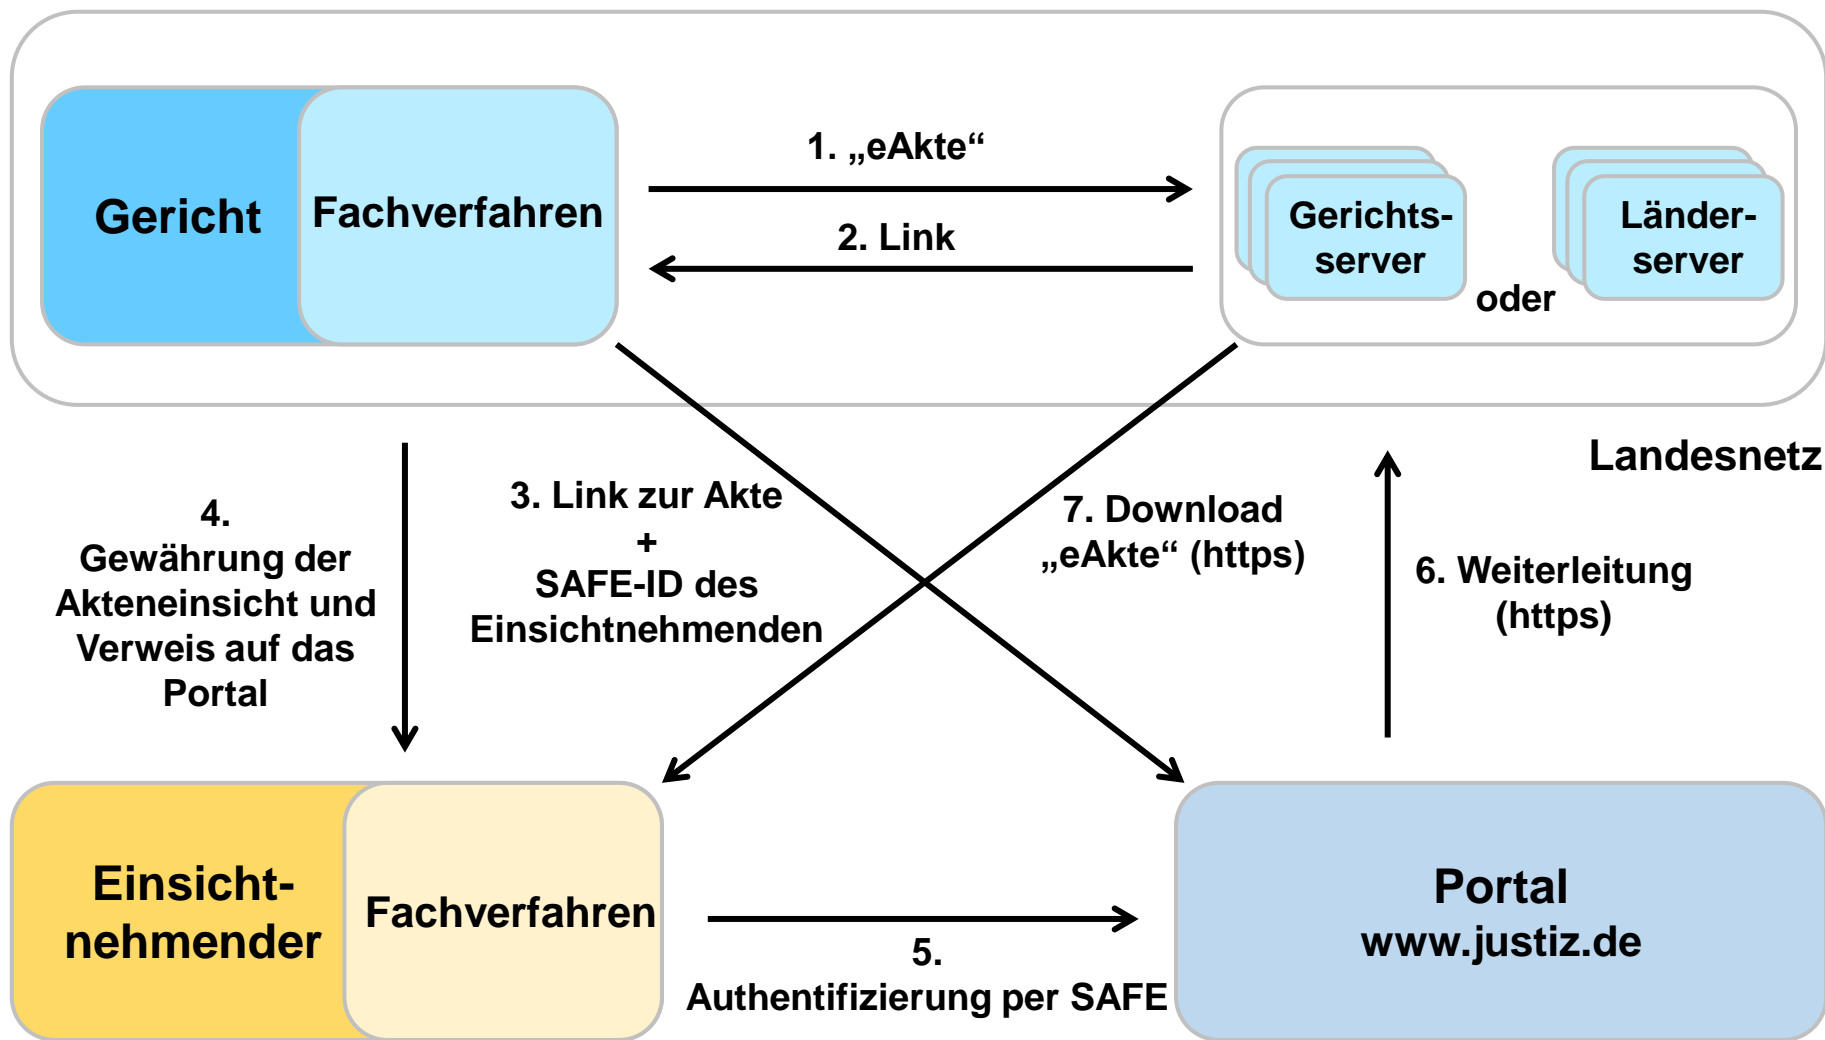 Gericht
Fachverfahren
1. „eAkte“
2. Link
Gerichts-
server
oder
Länder-
server
Landesnetz
3. Link zur Akte
+
SAFE-ID des
Einsichtnehmenden
4.
Gewährung der
Akteneinsicht und
Verweis auf das
Portal
7. Download
„eAkte“ (https)
6. Weiterleitung
(https)
Einsicht-
nehmender
Fachverfahren
5.
Authentifizierung per SAFE
Portal
www.justiz.de